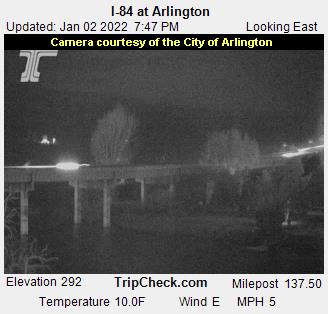 I-84 at Arlington
Updated: Jan 02 2022 7:47 PM Looking East
Camera courtesy of the City of Arlington
Elevation 292 TripCheck.com Milepost 137.50
Temperature 10.0F Wind E MPH 5